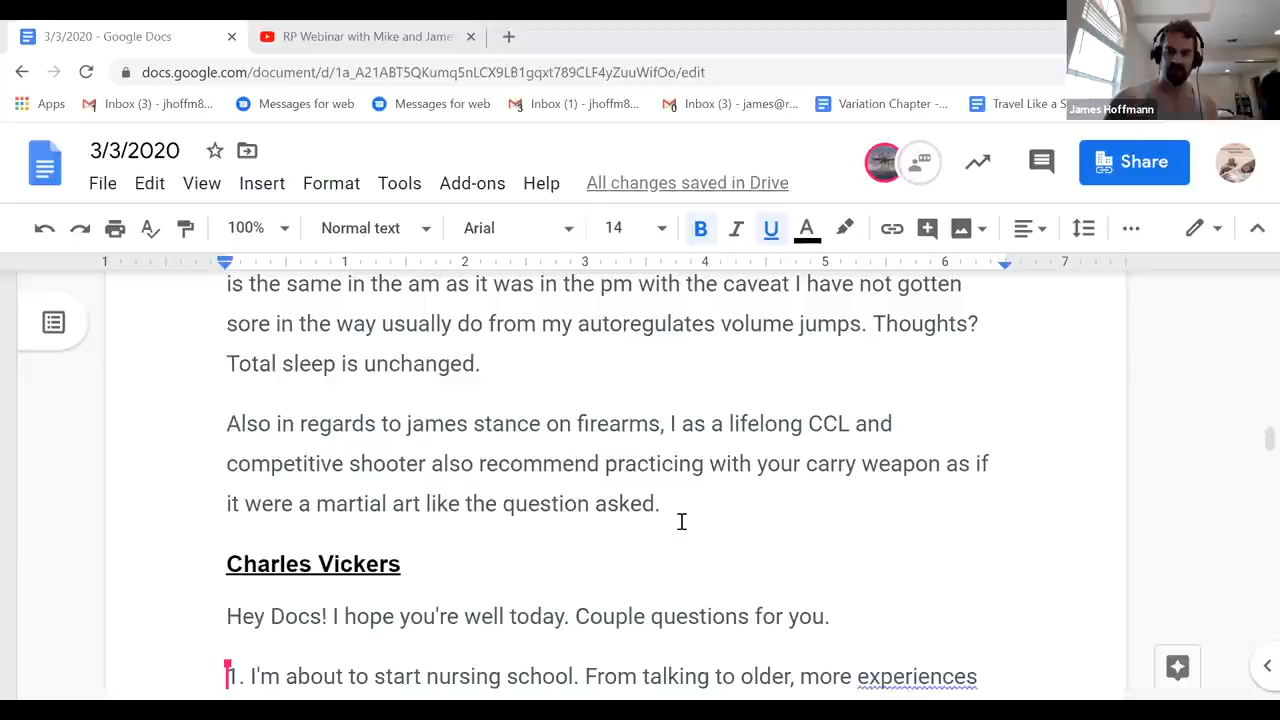 3/3/2020 - Google Docs
RP Webinar with Mike and Jame
docs.google.com/document/d/1a_A21ABT5QKumq5nLCX9LB1gqxt789CLF4yZuuWifOo/edit
Apps Inbox (3) - jhoffm8... Messages for web Messages for web Inbox (1) - jhoffm8... Inbox (3) - james@r... Variation Chapter -... Travel Like a S
James Hoffmann
3/3/2020
Share
File Edit View Insert Format Tools Add-ons Help All changes saved in Drive
100% Normal text Arial 14 B I U A
1 1 2 3 4 5 6 7
is the same in the am as it was in the pm with the caveat I have not gotten
sore in the way usually do from my autoregulates volume jumps. Thoughts?
Total sleep is unchanged.
Also in regards to james stance on firearms, I as a lifelong CCL and
competitive shooter also recommend practicing with your carry weapon as if
it were a martial art like the question asked.
Charles Vickers
Hey Docs! I hope you're well today. Couple questions for you.
1. I'm about to start nursing school. From talking to older, more experiences